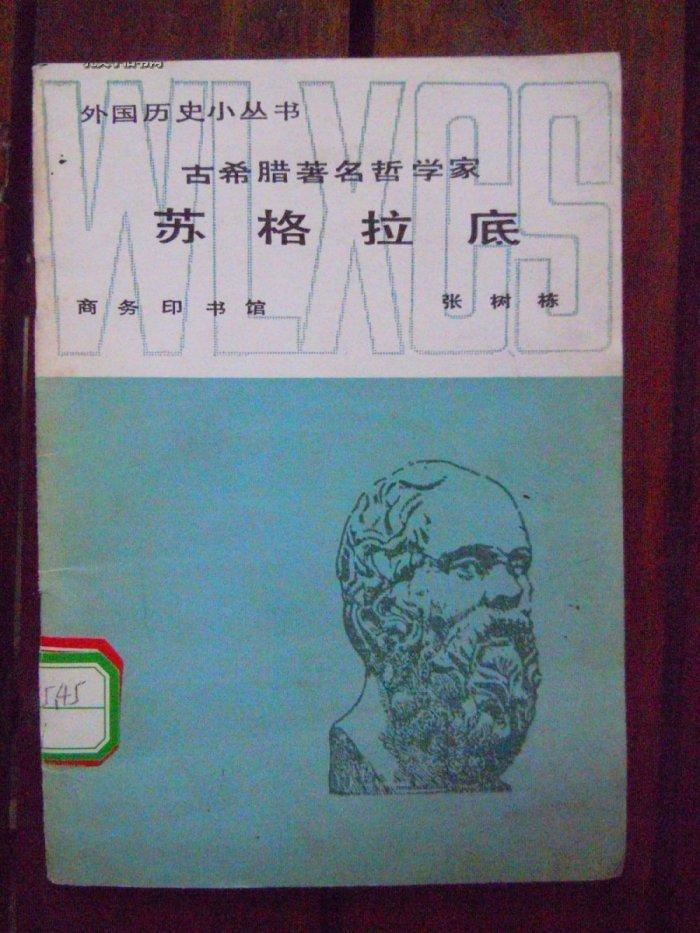 外国历史小丛书
WLXCS
古希腊著名哲学家
苏格拉底
商务印书馆 张树栋
545